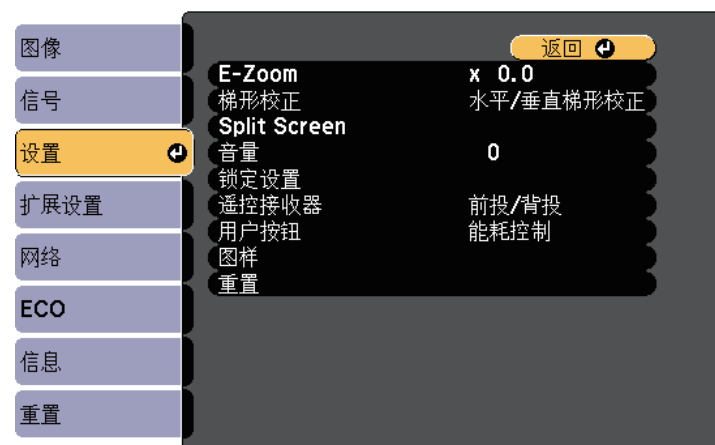 图像
信号
设置
扩展设置
网络
ECO
信息
重置
返回
E-Zoom x 0.0
梯形校正 水平/垂直梯形校正
Split Screen
音量 0
锁定设置
遥控接收器 前投/背投
用户按钮 能耗控制
图样
重置